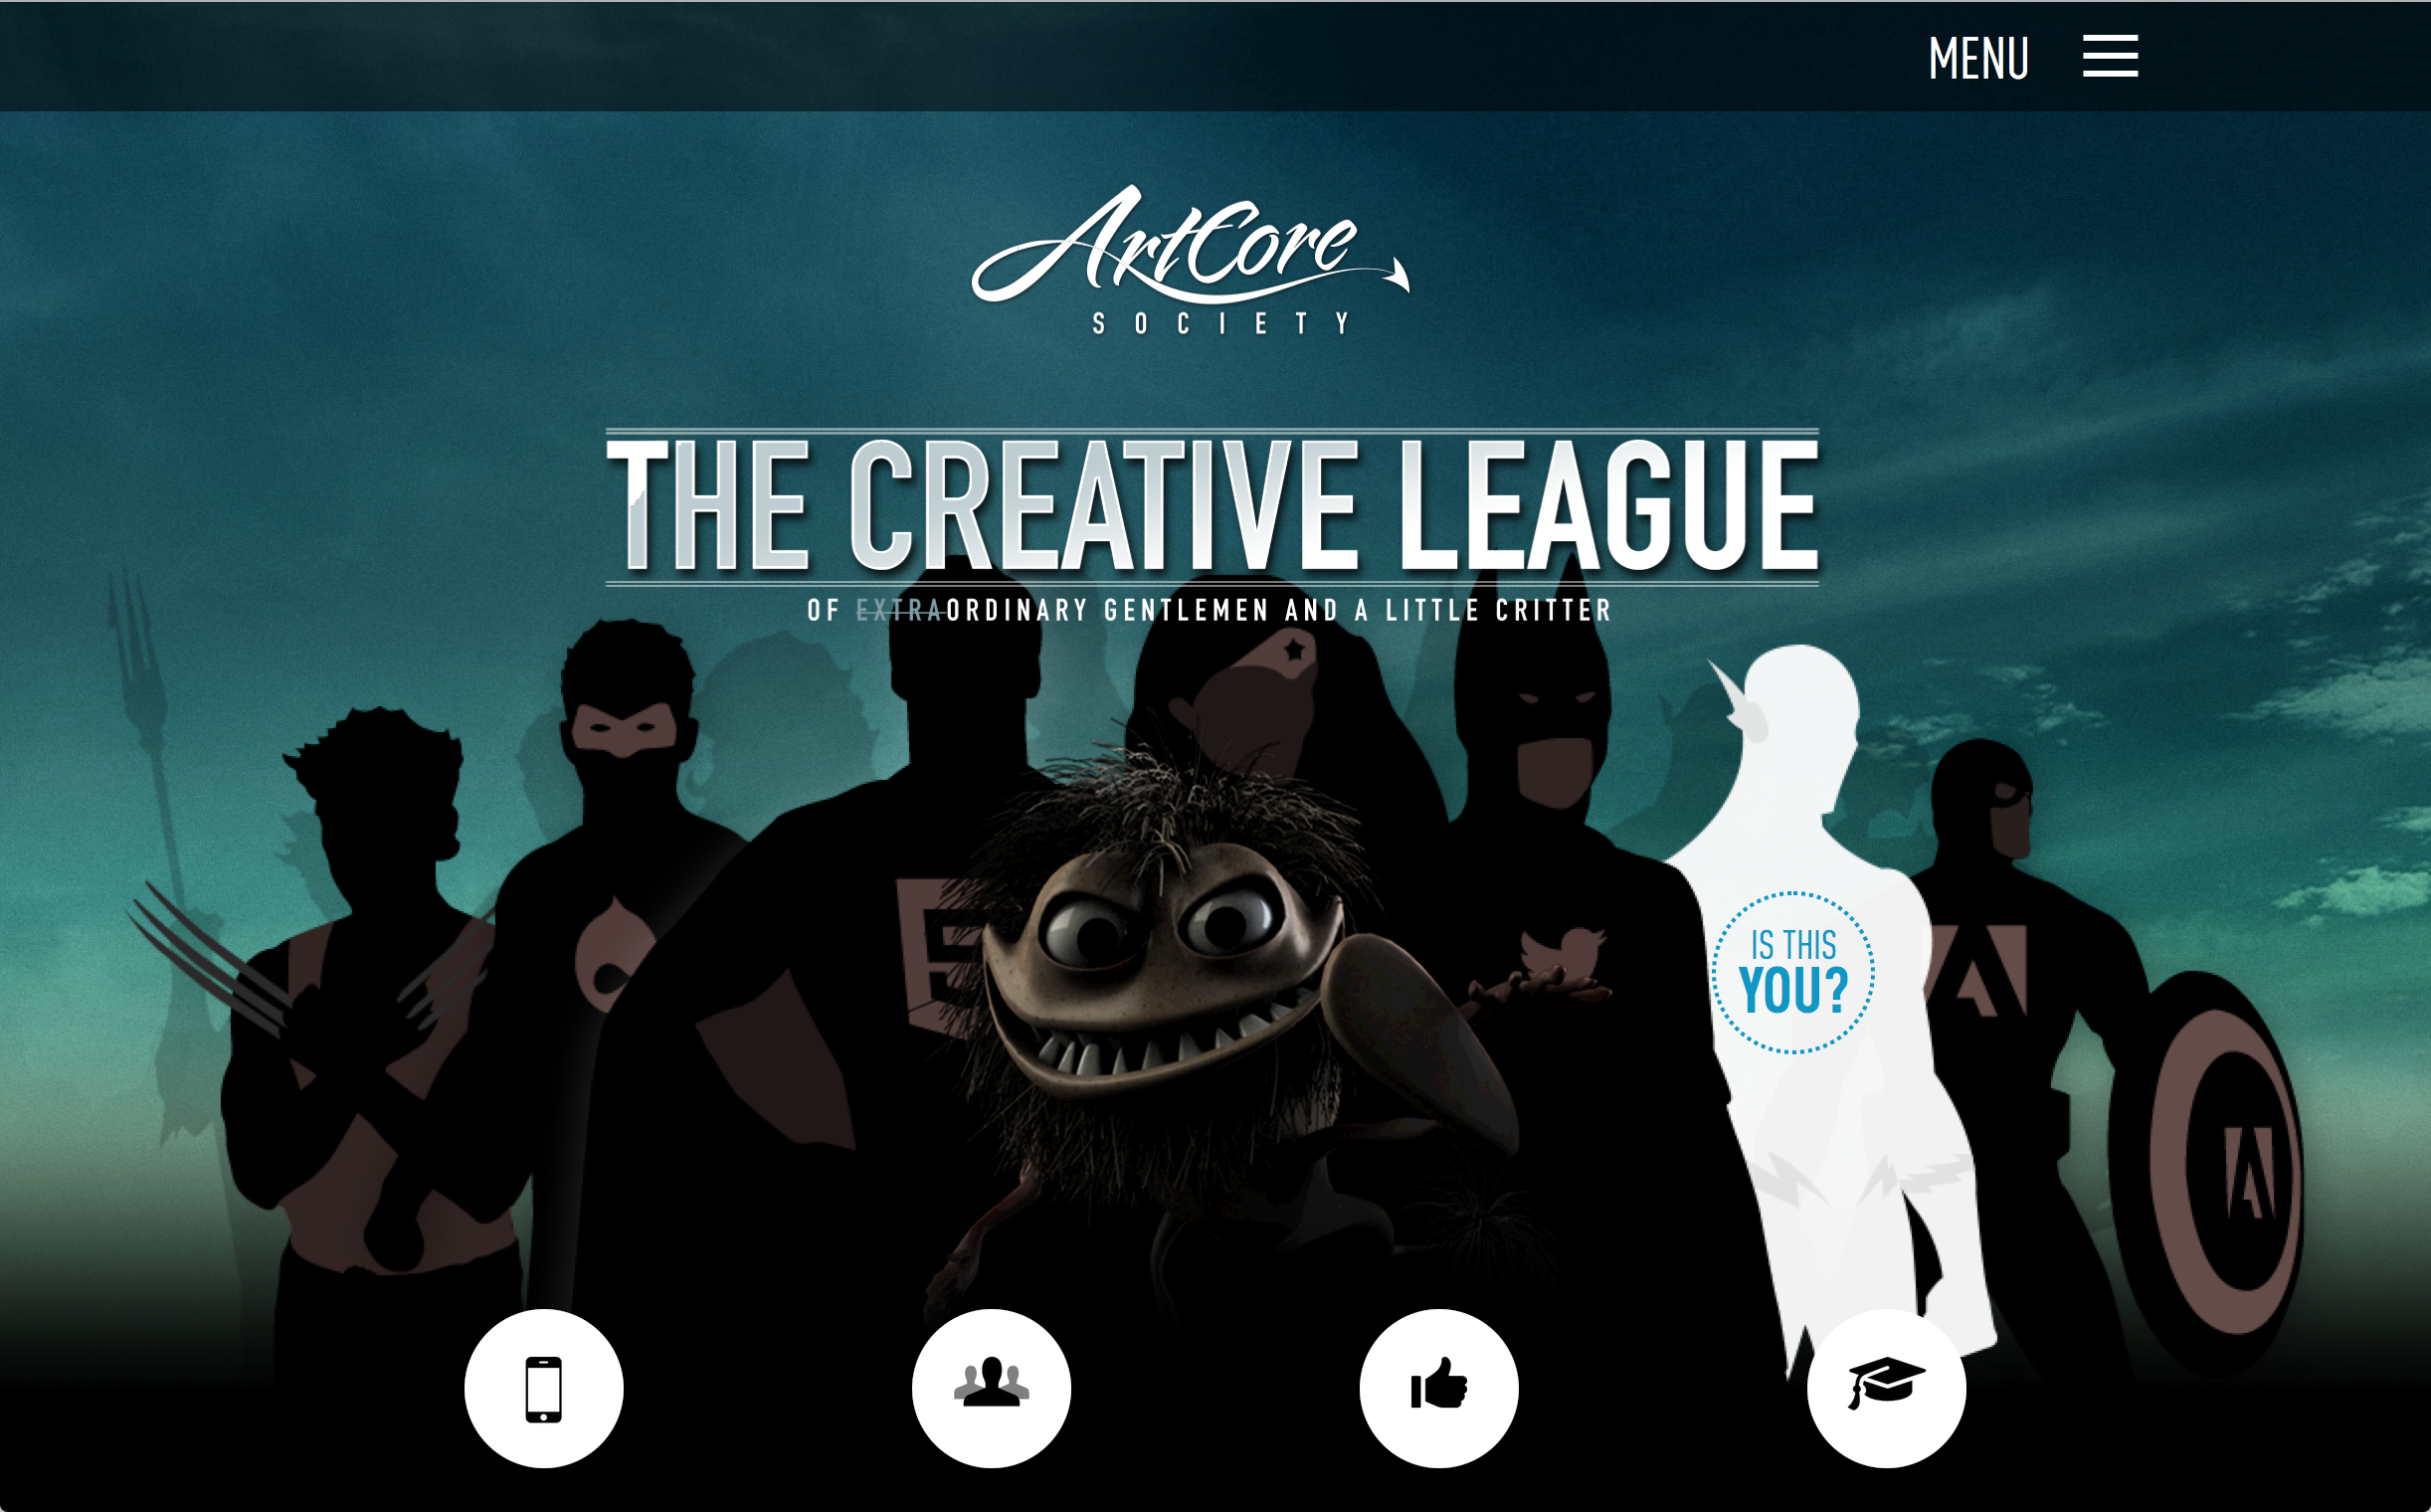 MENU
ArtCore
SOCIETY
THE CREATIVE LEAGUE
OF EXTRAORDINARY GENTLEMEN AND A LITTLE CRITTER
IS THIS
YOU?